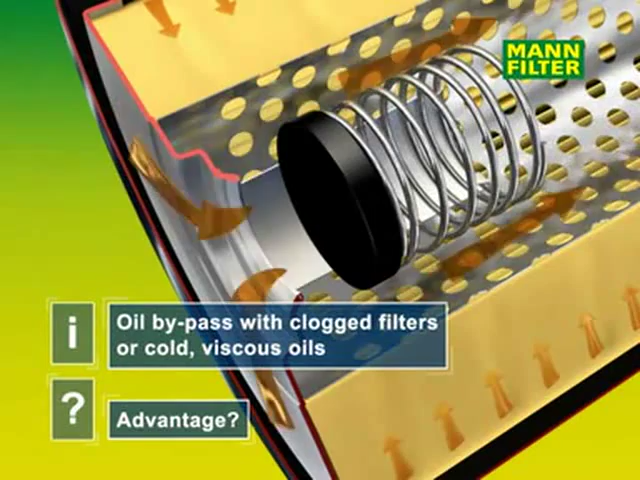 MANN
FILTER
i
Oil by-pass with clogged filters
or cold, viscous oils
?
Advantage?